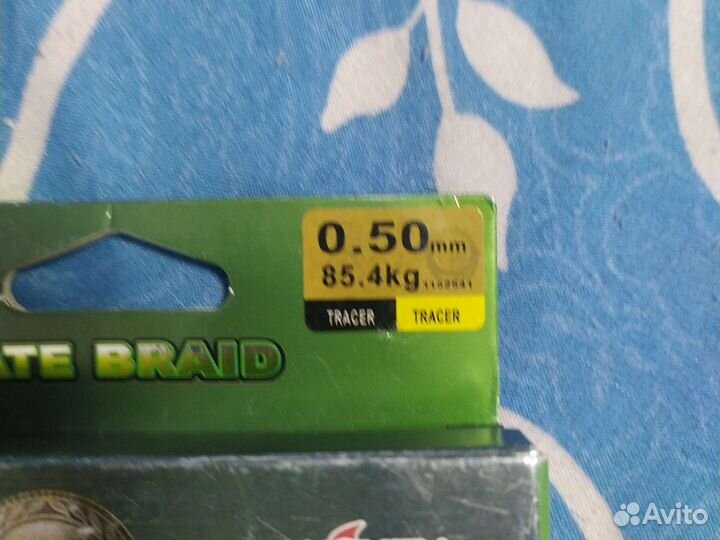 0.50mm
85.4kg
TRACER TRACER
ATE BRAID
Avito